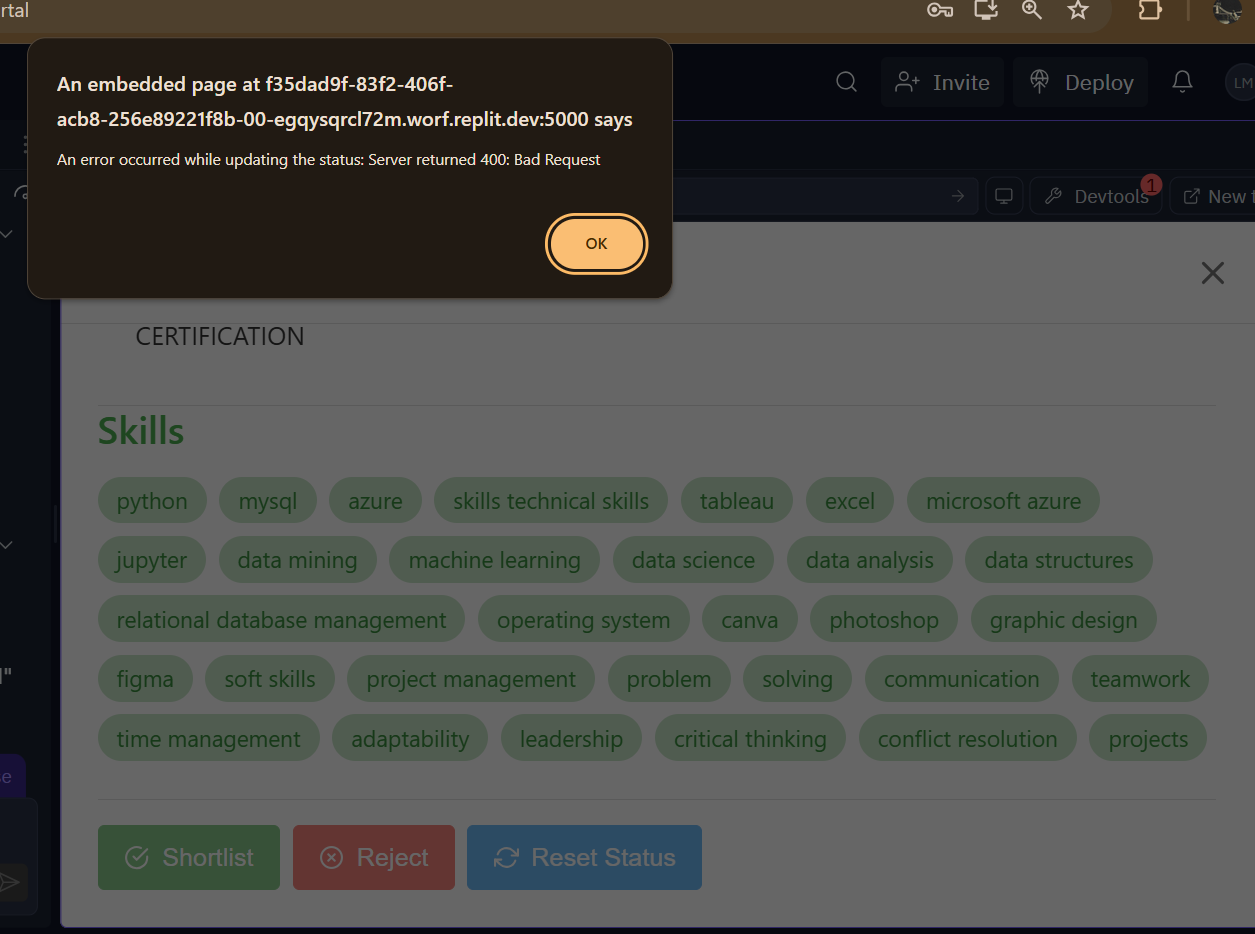 rtal
An embedded page at f35dad9f-83f2-406f-
acb8-256e89221f8b-00-egqysqrcl72m.worf.replit.dev:5000 says
An error occurred while updating the status: Server returned 400: Bad Request
OK
Invite
Deploy
LM
Devtools
1
New
CERTIFICATION
Skills
python mysql azure skills technical skills tableau excel microsoft azure
jupyter data mining machine learning data science data analysis data structures
relational database management operating system canva photoshop graphic design
figma soft skills project management problem solving communication teamwork
time management adaptability leadership critical thinking conflict resolution projects
Shortlist Reject Reset Status